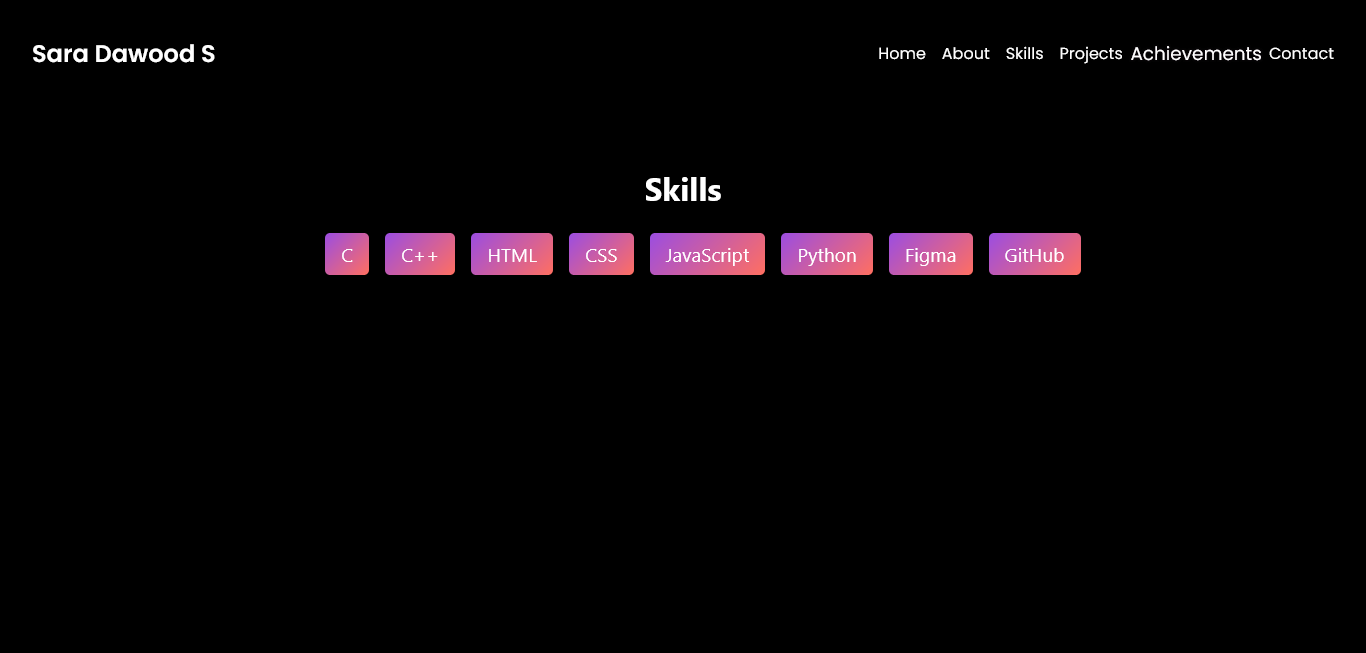 Sara Dawood S
Home About Skills Projects Achievements Contact
Skills
C C++ HTML CSS JavaScript Python Figma GitHub